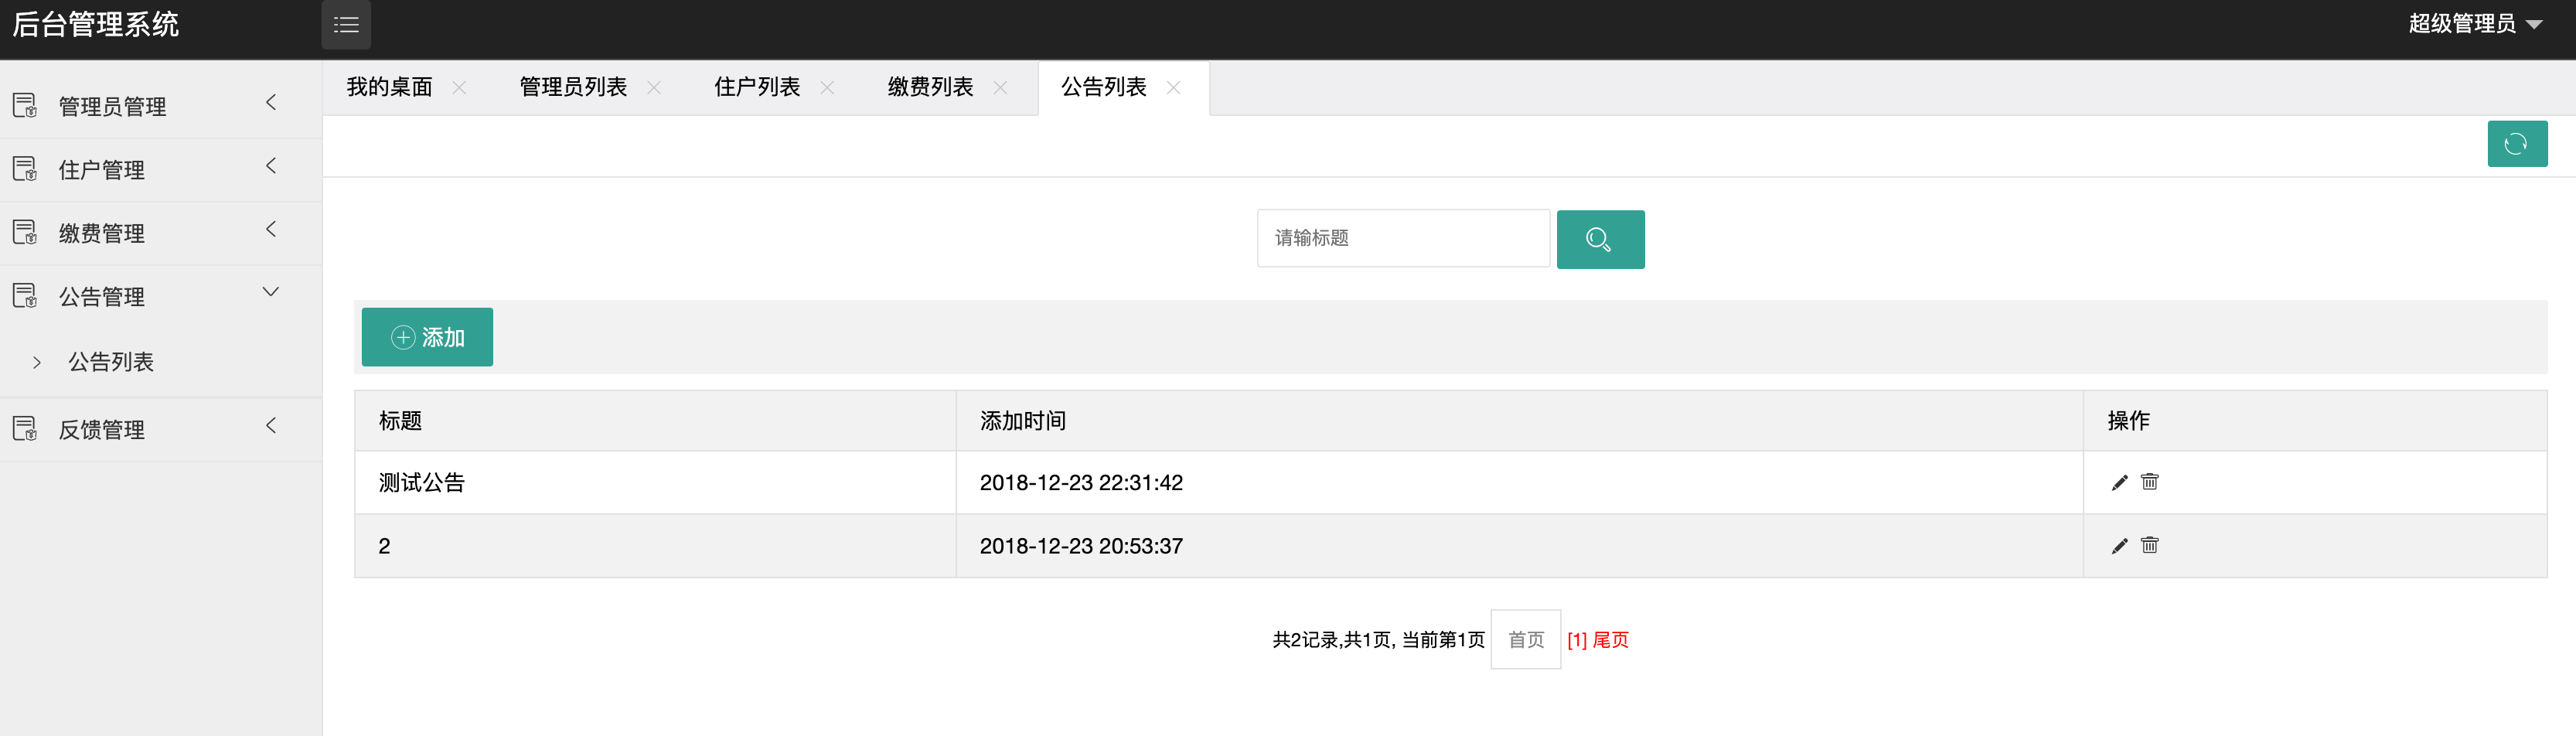 后台管理系统
超级管理员
管理员管理
住户管理
缴费管理
公告管理
公告列表
反馈管理
我的桌面 管理员列表 住户列表 缴费列表 公告列表
请输标题
添加
标题 添加时间 操作
测试公告 2018-12-23 22:31:42
2 2018-12-23 20:53:37
共2记录,共1页, 当前第1页 首页 [1] 尾页